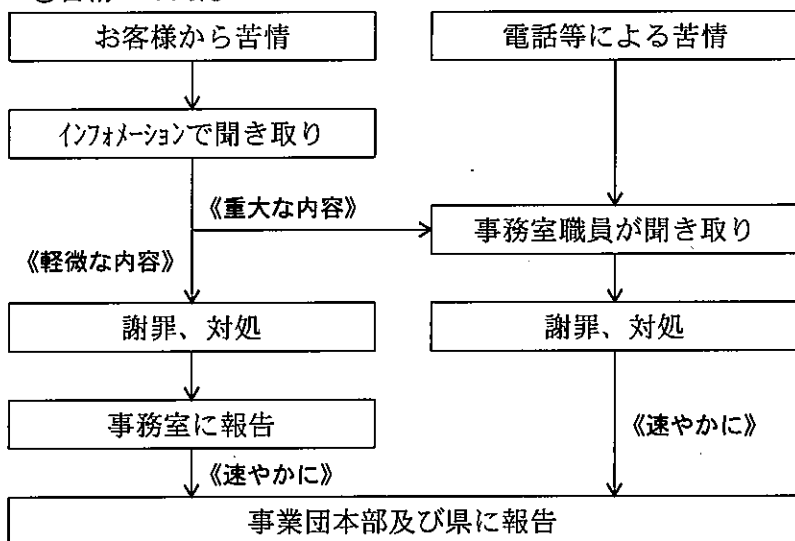 お客様から苦情
電話等による苦情
インフォメーションで聞き取り
《重大な内容》
事務室職員が聞き取り
《軽微な内容》
謝罪、対処
謝罪、対処
事務室に報告
《速やかに》
《速やかに》
事業団本部及び県に報告